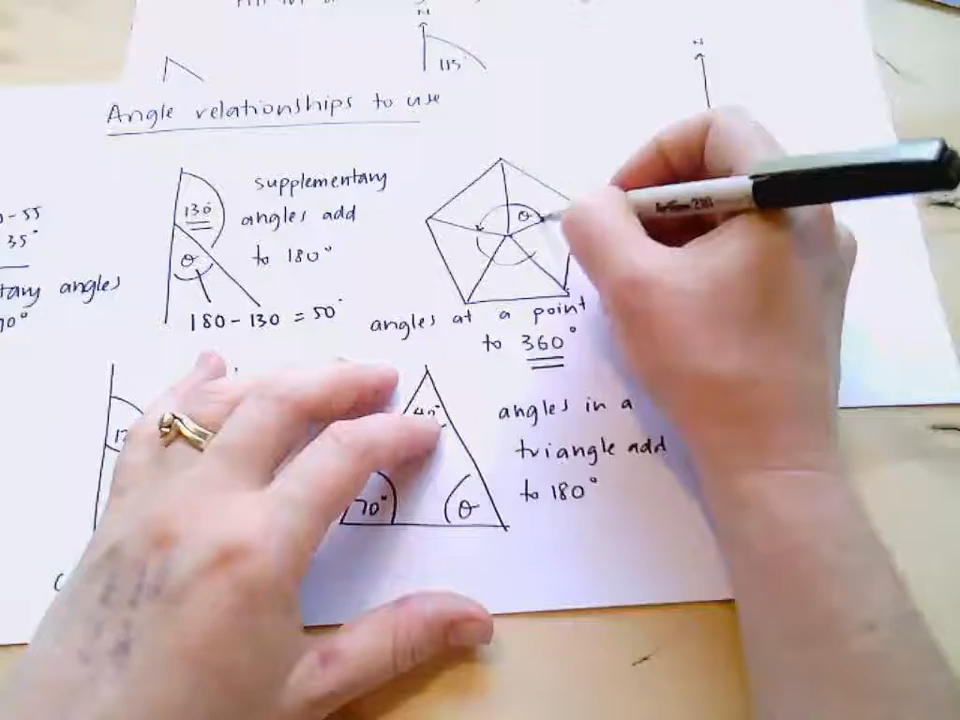 N
115°
N
Angle relationships to use
-55
35°
angles
130
θ
180-130 = 50°
supplementary
angles add
to 180°
θ
angles at a point
to 360°
70°
θ
angles in a
triangle add
to 180°